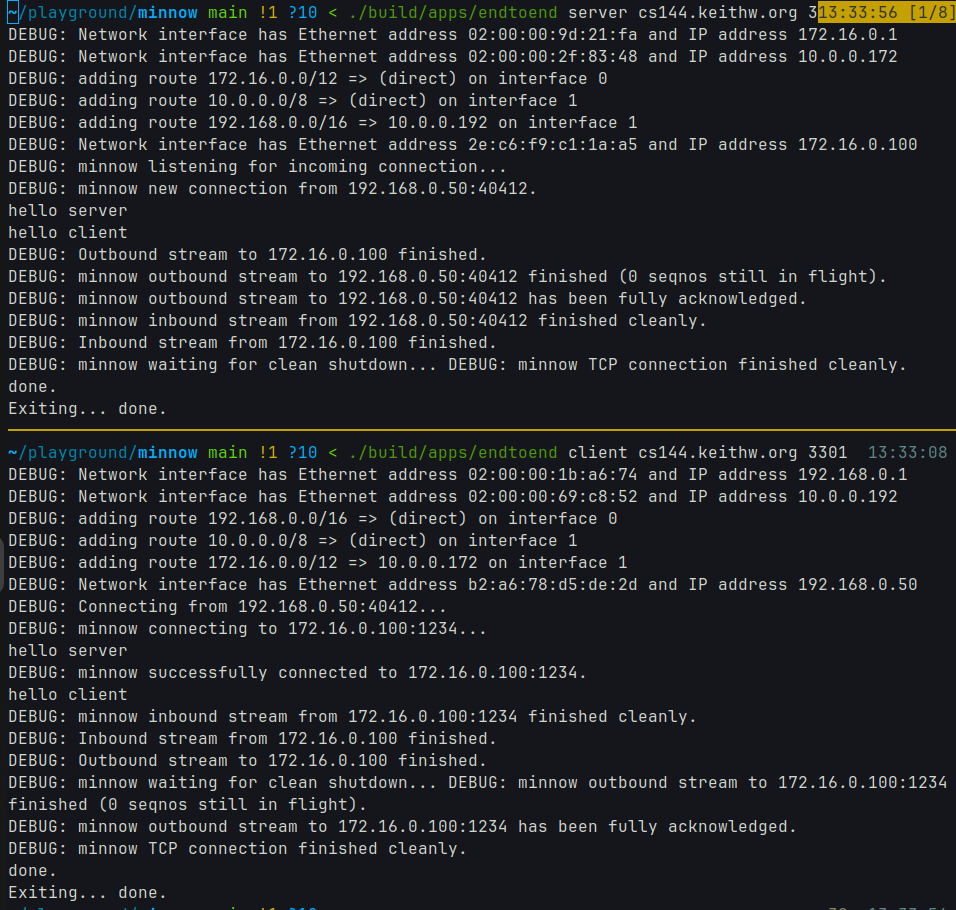 ~/playground/minnow main !1 ?10 < ./build/apps/endtoend server cs144.keithw.org 3 13:33:56 [1/8]
DEBUG: Network interface has Ethernet address 02:00:00:9d:21:fa and IP address 172.16.0.1
DEBUG: Network interface has Ethernet address 02:00:00:2f:83:48 and IP address 10.0.0.172
DEBUG: adding route 172.16.0.0/12 => (direct) on interface 0
DEBUG: adding route 10.0.0.0/8 => (direct) on interface 1
DEBUG: adding route 192.168.0.0/16 => 10.0.0.192 on interface 1
DEBUG: Network interface has Ethernet address 2e:c6:f9:c1:1a:a5 and IP address 172.16.0.100
DEBUG: minnow listening for incoming connection...
DEBUG: minnow new connection from 192.168.0.50:40412.
hello server
hello client
DEBUG: Outbound stream to 172.16.0.100 finished.
DEBUG: minnow outbound stream to 192.168.0.50:40412 finished (0 seqnos still in flight).
DEBUG: minnow outbound stream to 192.168.0.50:40412 has been fully acknowledged.
DEBUG: minnow inbound stream from 192.168.0.50:40412 finished cleanly.
DEBUG: Inbound stream from 172.16.0.100 finished.
DEBUG: minnow waiting for clean shutdown... DEBUG: minnow TCP connection finished cleanly.
done.
Exiting... done.
~/playground/minnow main !1 ?10 < ./build/apps/endtoend client cs144.keithw.org 3301 13:33:08
DEBUG: Network interface has Ethernet address 02:00:00:1b:a6:74 and IP address 192.168.0.1
DEBUG: Network interface has Ethernet address 02:00:00:69:c8:52 and IP address 10.0.0.192
DEBUG: adding route 192.168.0.0/16 => (direct) on interface 0
DEBUG: adding route 10.0.0.0/8 => (direct) on interface 1
DEBUG: adding route 172.16.0.0/12 => 10.0.0.172 on interface 1
DEBUG: Network interface has Ethernet address b2:a6:78:d5:de:2d and IP address 192.168.0.50
DEBUG: Connecting from 192.168.0.50:40412...
DEBUG: minnow connecting to 172.16.0.100:1234...
hello server
DEBUG: minnow successfully connected to 172.16.0.100:1234.
hello client
DEBUG: minnow inbound stream from 172.16.0.100:1234 finished cleanly.
DEBUG: Inbound stream from 172.16.0.100 finished.
DEBUG: Outbound stream to 172.16.0.100 finished.
DEBUG: minnow waiting for clean shutdown... DEBUG: minnow outbound stream to 172.16.0.100:1234
finished (0 seqnos still in flight).
DEBUG: minnow outbound stream to 172.16.0.100:1234 has been fully acknowledged.
DEBUG: minnow TCP connection finished cleanly.
done.
Exiting... done.